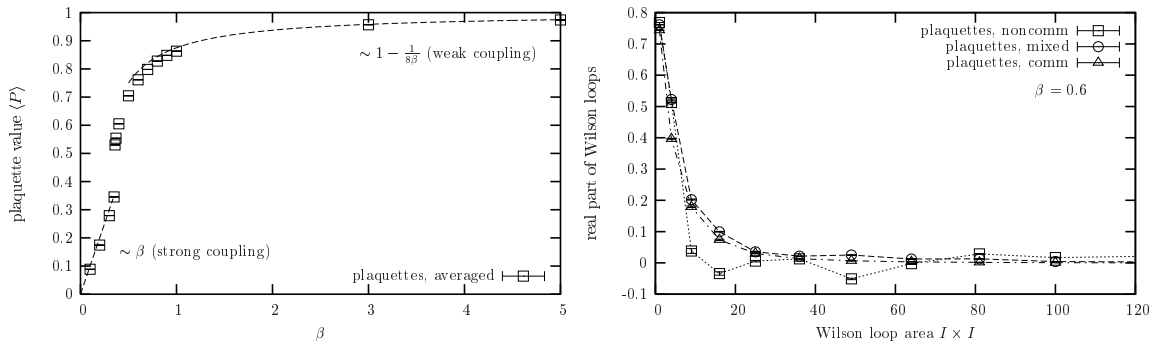 1
0.9
0.8
0.7
0.6
0.5
0.4
0.3
0.2
0.1
0
0 1 2 3 4 5
plaquette value ⟨P⟩
β
∼ 1 − 1/8β (weak coupling)
∼ β (strong coupling)
plaquettes, averaged
0.8
0.7
0.6
0.5
0.4
0.3
0.2
0.1
0
-0.1
0 20 40 60 80 100 120
real part of Wilson loops
Wilson loop area I × I
plaquettes, noncomm
plaquettes, mixed
plaquettes, comm
β = 0.6